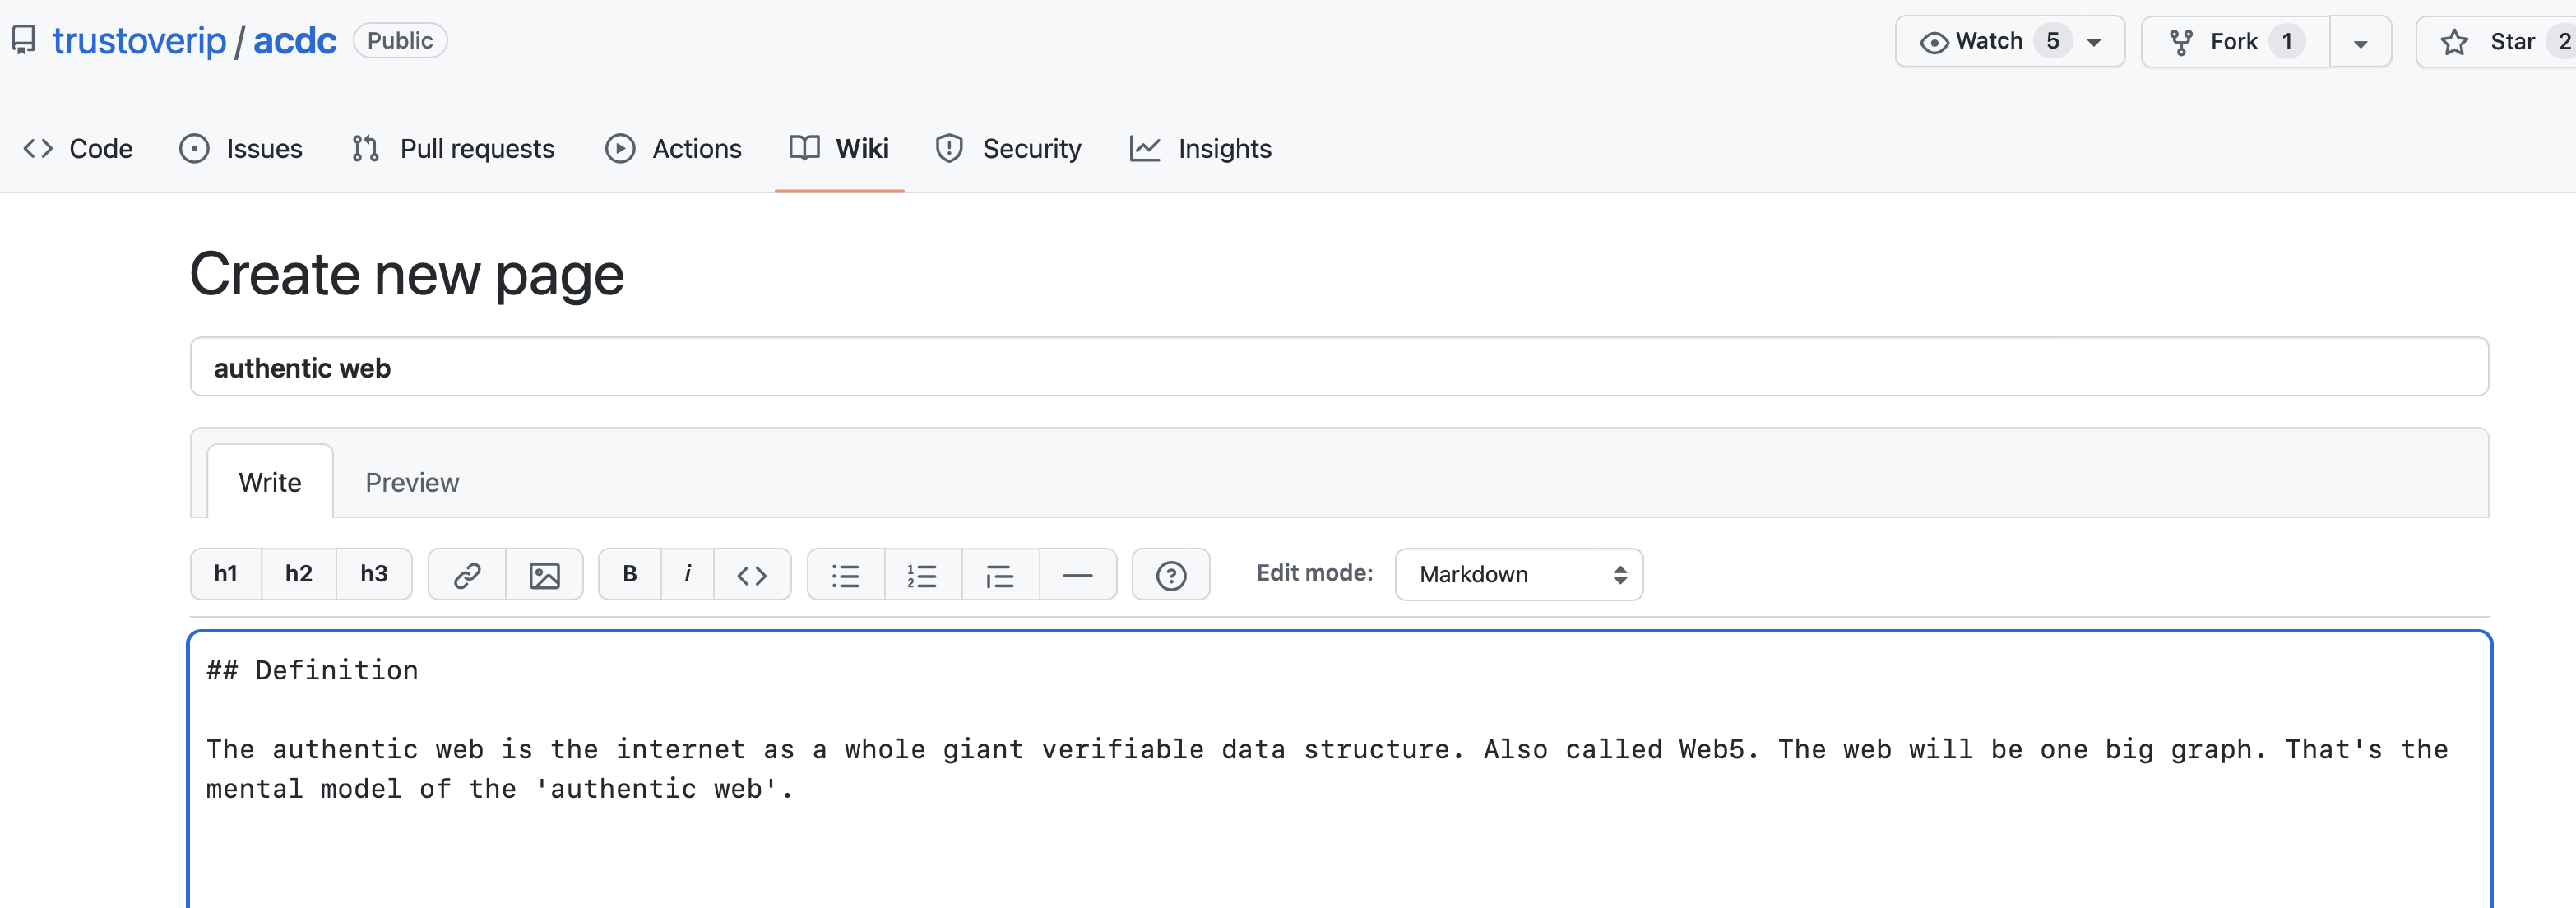 trustoverip / acdc Public Watch 5 Fork 1 Star 2
Code Issues Pull requests Actions Wiki Security Insights
Create new page
authentic web
Write Preview
h1 h2 h3 B i Edit mode: Markdown
## Definition
The authentic web is the internet as a whole giant verifiable data structure. Also called Web5. The web will be one big graph. That's the
mental model of the 'authentic web'.